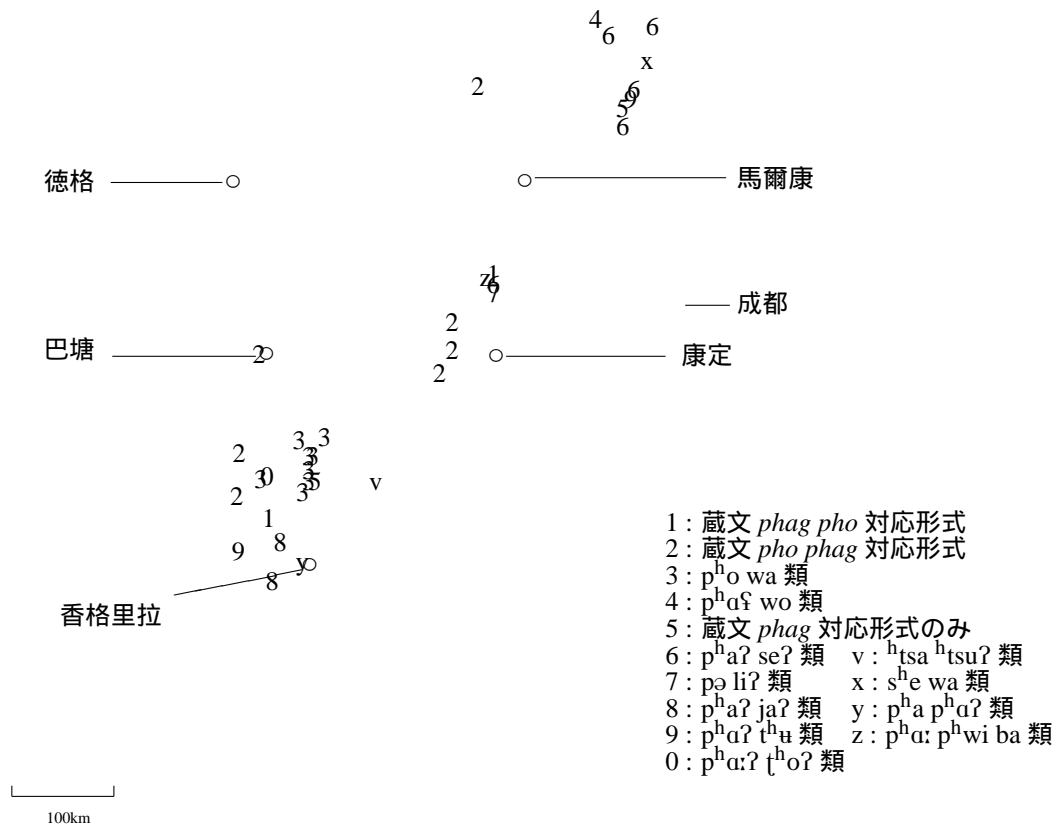 4
6
6
x
2
6
9
5
6
徳格
馬爾康
1
z
6
7
成都
2
巴塘
2
2
康定
2
3
3
2
3
3
0
3
3
3
5
v
2
3
1
8
9
y
8
香格里拉
1 : 蔵文 phag pho 対応形式
2 : 蔵文 pho phag 対応形式
3 : pʰo wa 類
4 : pʰɑʕ wo 類
5 : 蔵文 phag 対応形式のみ
6 : pʰaʔ seʔ 類 v : ʰtsa ʰtsuʔ 類
7 : pə liʔ 類 x : sʰe wa 類
8 : pʰaʔ jaʔ 類 y : pʰa pʰɑʔ 類
9 : pʰɑʔ tʰʉ 類 z : pʰɑː pʰwi ba 類
0 : pʰɑːʔ ʈʰoʔ 類
100km